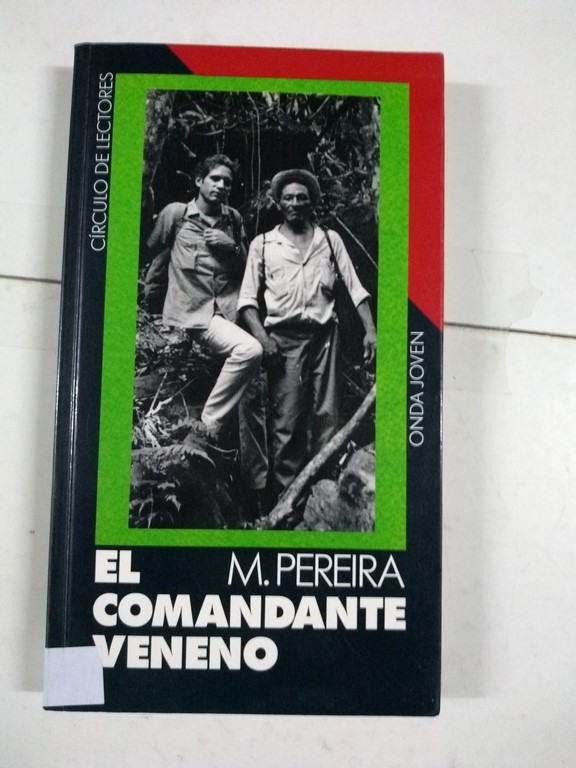 CÍRCULO DE LECTORES
ONDA JOVEN
M. PEREIRA
EL
COMANDANTE
VENENO